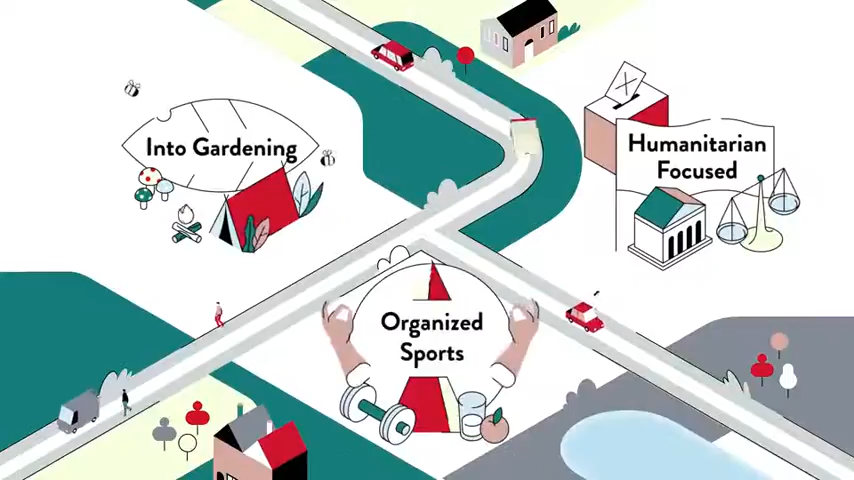 Into Gardening
Humanitarian
Focused
Organized
Sports